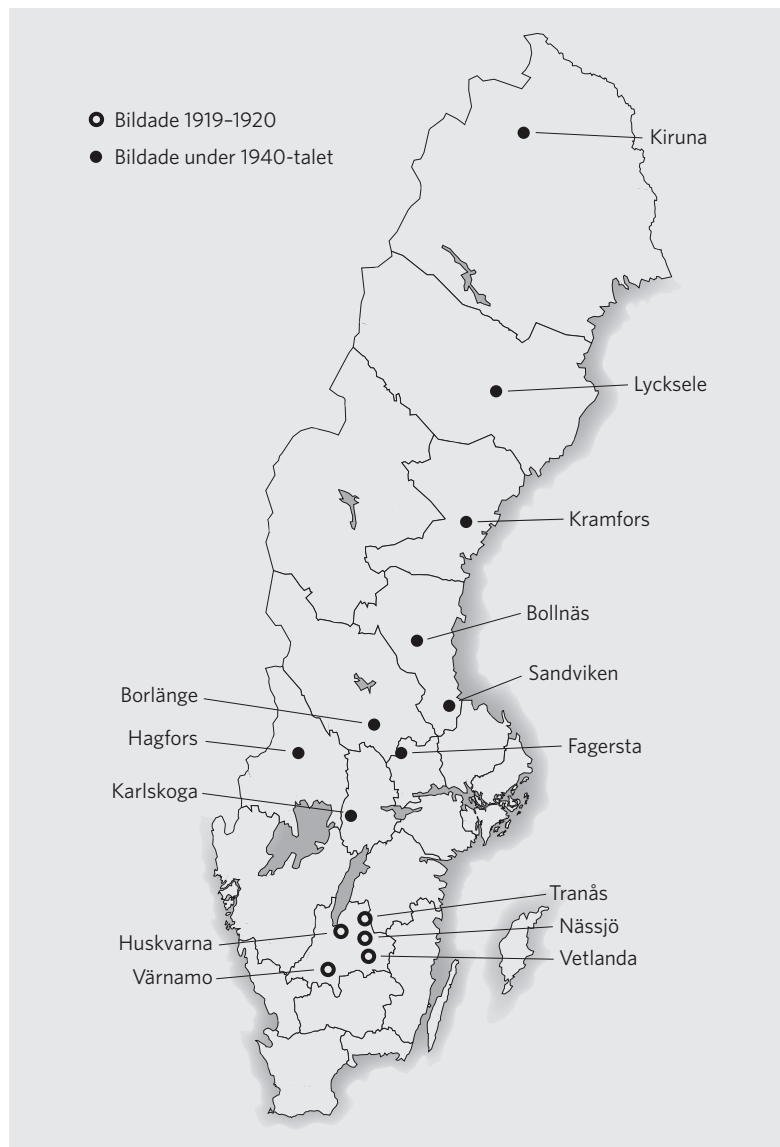 Bildade 1919–1920
Bildade under 1940-talet
Kiruna
Lycksele
Kramfors
Bollnäs
Sandviken
Borlänge
Hagfors
Fagersta
Karlskoga
Tranås
Nässjö
Huskvarna
Vetlanda
Värnamo